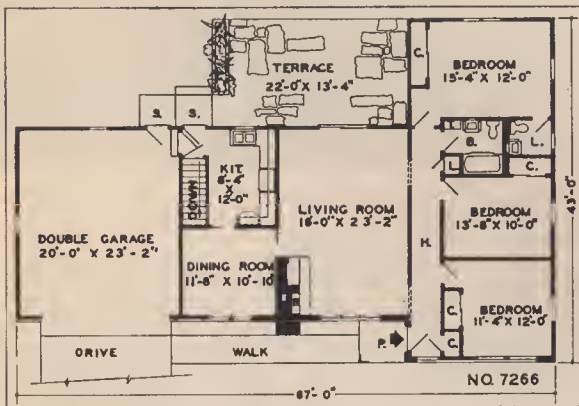 C.
BEDROOM
15'-4" X 12'-0"
TERRACE
22'-0" X 13'-4"
S.
S.
B.
L.
L.
C.
KIT
8'-4"
X
12'-0"
DOWN
LIVING ROOM
16'-0" X 23'-2"
BEDROOM
13'-8" X 10'-0"
43'-0"
DOUBLE GARAGE
20'-0" X 23'-2"
H.
DINING ROOM
11'-8" X 10'-10"
BEDROOM
11'-4" X 12'-0"
C.
C.
DRIVE
WALK
P.
NO. 7266
67'-0"